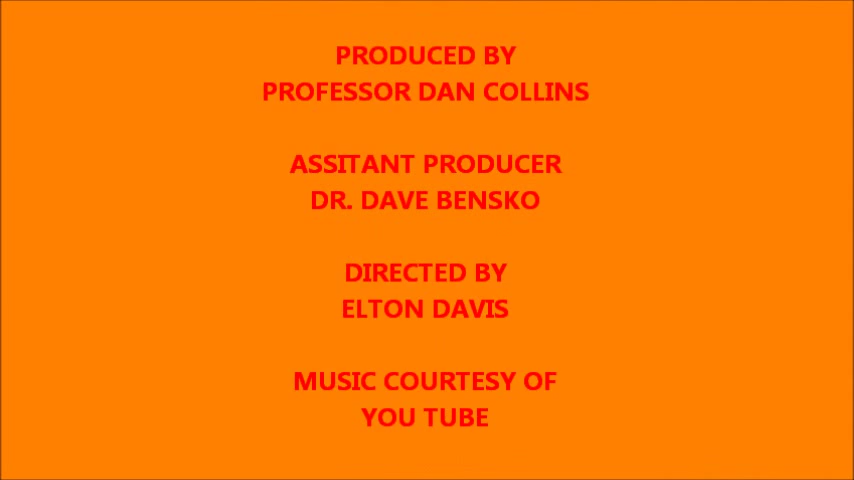 PRODUCED BY
PROFESSOR DAN COLLINS
ASSITANT PRODUCER
DR. DAVE BENSKO
DIRECTED BY
ELTON DAVIS
MUSIC COURTESY OF
YOU TUBE